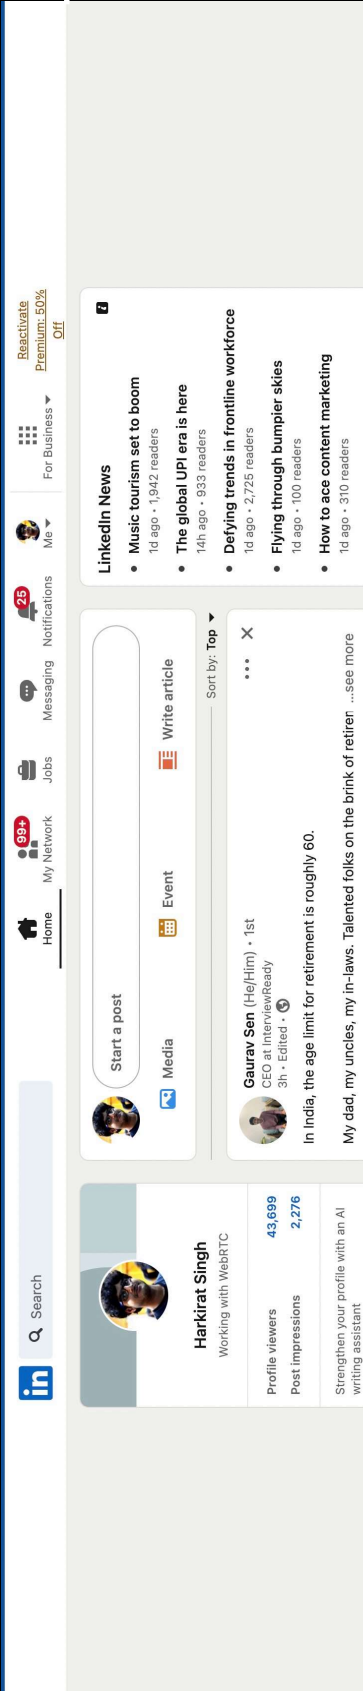 in
Search
Home
99+
My Network
Jobs
Messaging
25
Notifications
Me
For Business
Reactivate
Premium: 50%
Off
Harkirat Singh
Working with WebRTC
Profile viewers 43,699
Post impressions 2,276
Strengthen your profile with an AI
writing assistant
Start a post
Media
Event
Write article
Sort by: Top
Gaurav Sen (He/Him) • 1st
CEO at InterviewReady
3h • Edited •
In India, the age limit for retirement is roughly 60.
My dad, my uncles, my in-laws. Talented folks on the brink of retirer ...see more
LinkedIn News
• Music tourism set to boom
1d ago • 1,942 readers
• The global UPI era is here
14h ago • 933 readers
• Defying trends in frontline workforce
1d ago • 2,725 readers
• Flying through bumpier skies
1d ago • 100 readers
• How to ace content marketing
1d ago • 310 readers